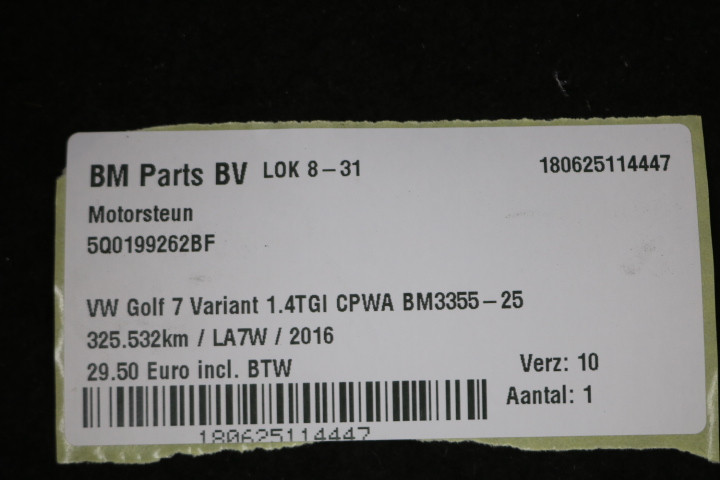 BM Parts BV LOK 8-31 180625114447
Motorsteun
5Q0199262BF
VW Golf 7 Variant 1.4TGI CPWA BM3355-25
325.532km / LA7W / 2016
29.50 Euro incl. BTW Verz: 10
Aantal: 1
180625114447